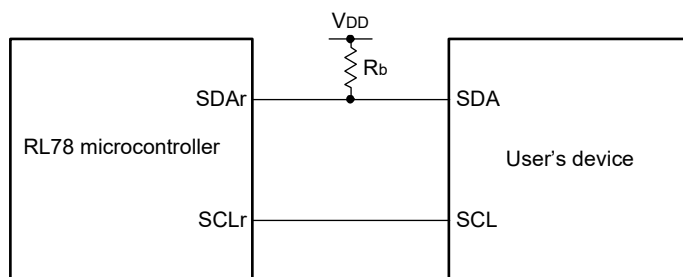 VDD
Rb
SDAr
SDA
RL78 microcontroller
User's device
SCLr
SCL